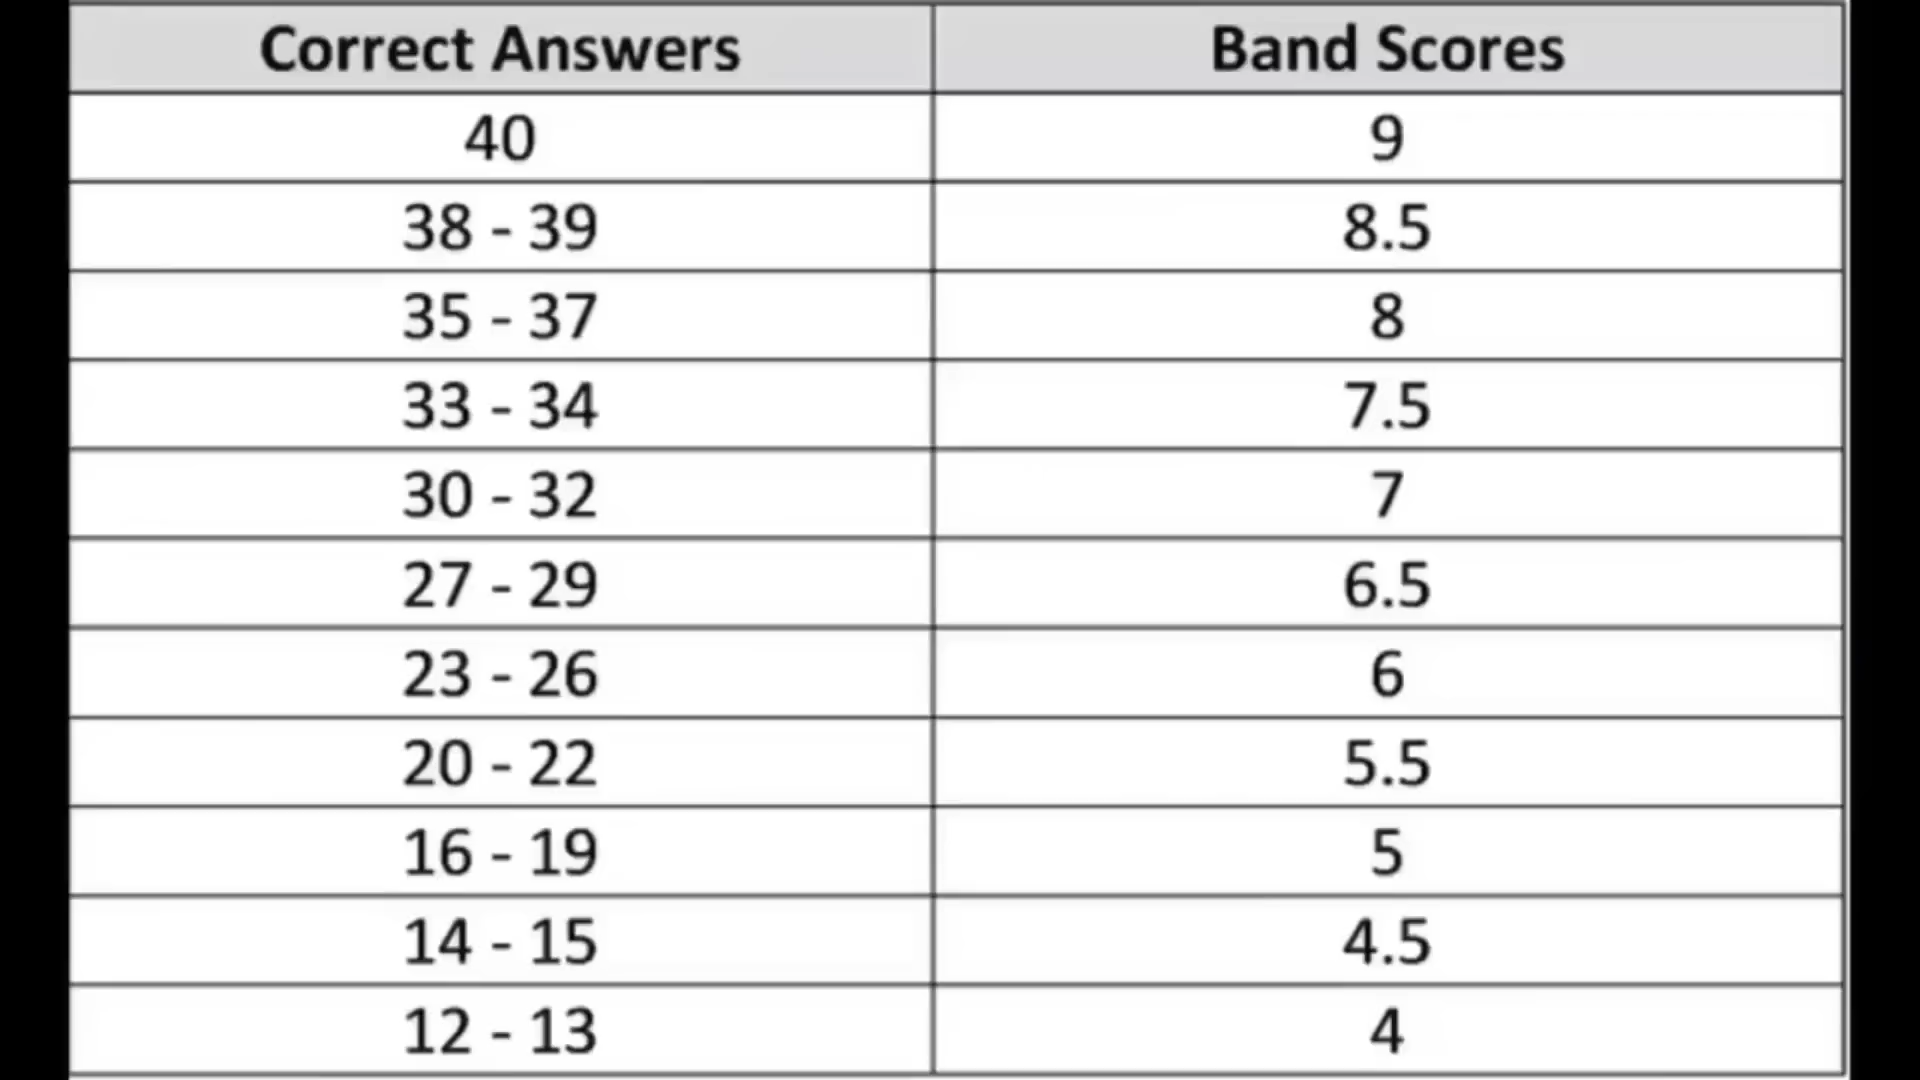 Correct Answers Band Scores
40 9
38 - 39 8.5
35 - 37 8
33 - 34 7.5
30 - 32 7
27 - 29 6.5
23 - 26 6
20 - 22 5.5
16 - 19 5
14 - 15 4.5
12 - 13 4